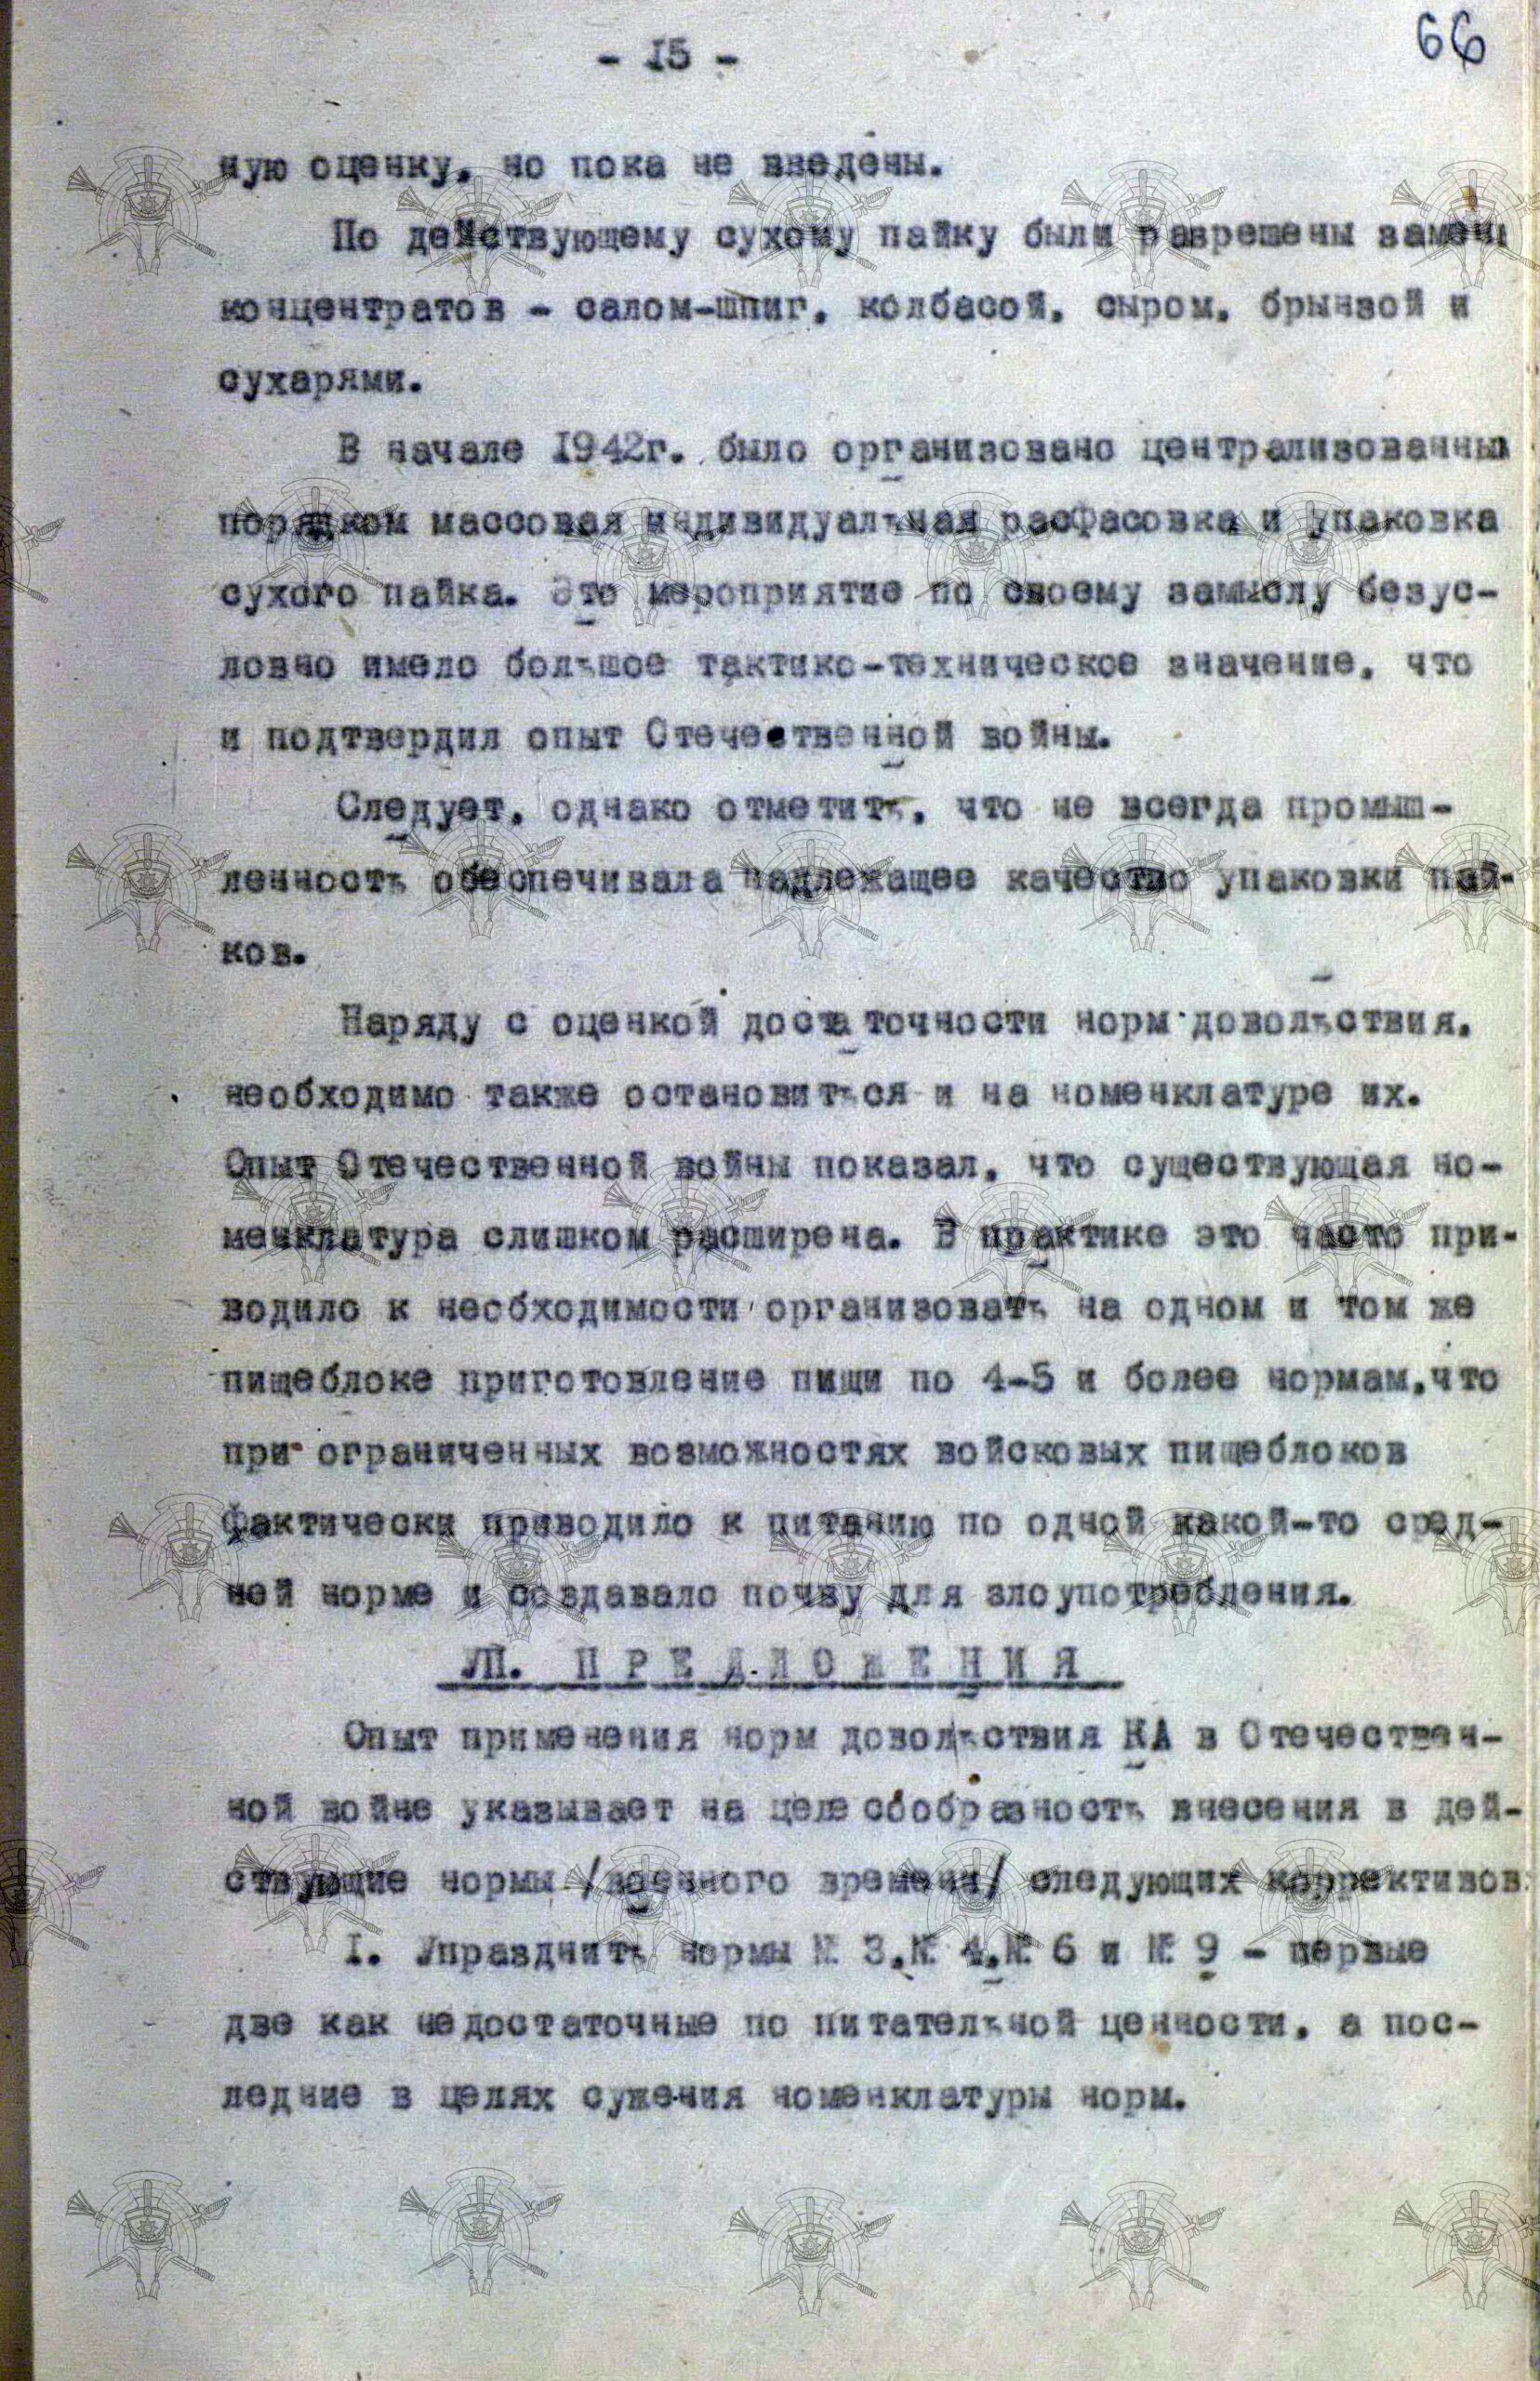 - 15 -
66
ную оценку, но пока не введены.
По действующему сухому пайку были разрешены замены
концентратов - салом-шпиг, колбасой, сыром, брынзой и
сухарями.
В начале 1942г. было организовано централизованным
порядком массовая индивидуальная расфасовка и упаковка
сухого пайка. Это мероприятие по своему замыслу безус-
ловно имело большое тактико-техническое значение, что
и подтвердил опыт Отечественной войны.
Следует, однако отметить, что не всегда промыш-
ленность обеспечивала надлежащее качество упаковки пай-
ков.
Наряду с оценкой достаточности норм довольствия,
необходимо также остановиться и на номенклатуре их.
Опыт Отечественной войны показал, что существующая но-
менклатура слишком расширена. В практике это часто при-
водило к необходимости организовать на одном и том же
пищеблоке приготовление пищи по 4-5 и более нормам,что
при ограниченных возможностях войсковых пищеблоков
фактически приводило к питанию по одной какой-то сред-
ней норме и создавало почву для злоупотребления.
П Р Е Д Л О Ж Е Н И Я
Опыт применения норм довольствия КА в Отечествен-
ной войне указывает на целесообразность внесения в дей-
ствующие нормы /военного времени/ следующих коррективов:
I. Упразднить нормы № 3,№ 4,№ 6 и № 9 - первые
две как недостаточные по питательной ценности, а пос-
ледние в целях сужения номенклатуры норм.